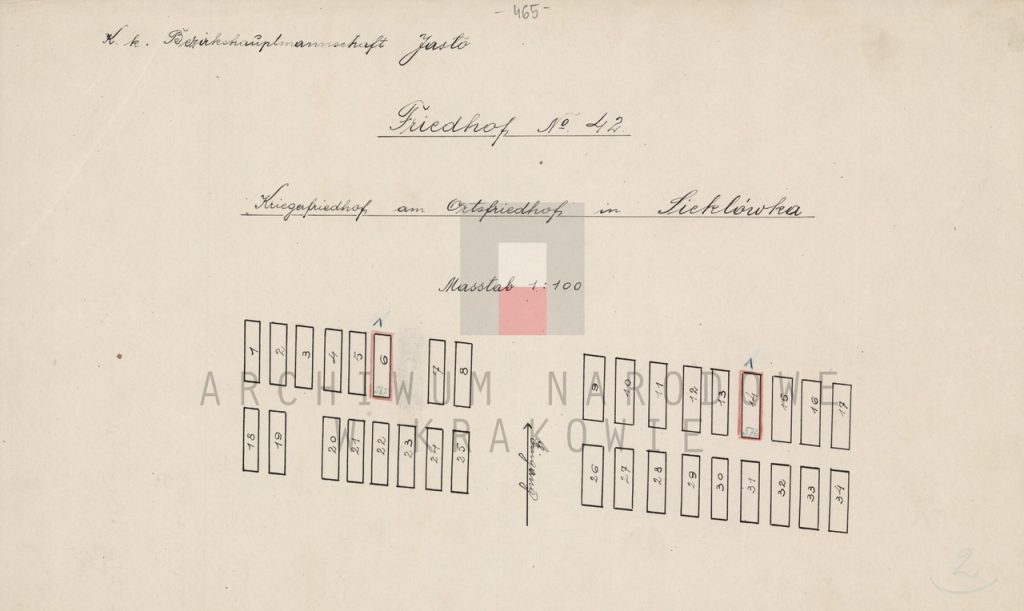 - 465 -
K. k. Bezirkshauptmannschaft Jasło
Friedhof No. 42.
Kriegerfriedhof am Ortsfriedhof in Sieklówka
Masstab 1:100
1 2 3 4 5 6 7 8 9 10 11 12 13 14 15 16 17
ARCHIWUM NARODOWE
W KRAKOWIE
18 19 20 21 22 23 24 25 Eingang 26 27 28 29 30 31 32 33 34
2